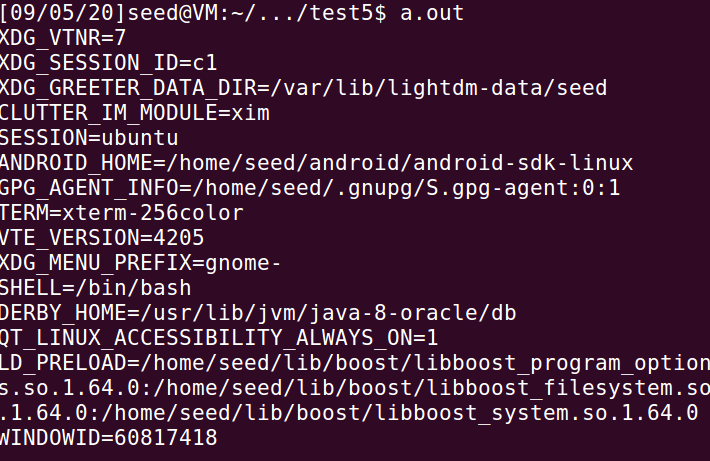 [09/05/20]seed@VM:~/.../test5$ a.out
XDG_VTNR=7
XDG_SESSION_ID=c1
XDG_GREETER_DATA_DIR=/var/lib/lightdm-data/seed
CLUTTER_IM_MODULE=xim
SESSION=ubuntu
ANDROID_HOME=/home/seed/android/android-sdk-linux
GPG_AGENT_INFO=/home/seed/.gnupg/S.gpg-agent:0:1
TERM=xterm-256color
VTE_VERSION=4205
XDG_MENU_PREFIX=gnome-
SHELL=/bin/bash
DERBY_HOME=/usr/lib/jvm/java-8-oracle/db
QT_LINUX_ACCESSIBILITY_ALWAYS_ON=1
LD_PRELOAD=/home/seed/lib/boost/libboost_program_option
s.so.1.64.0:/home/seed/lib/boost/libboost_filesystem.so
.1.64.0:/home/seed/lib/boost/libboost_system.so.1.64.0
WINDOWID=60817418